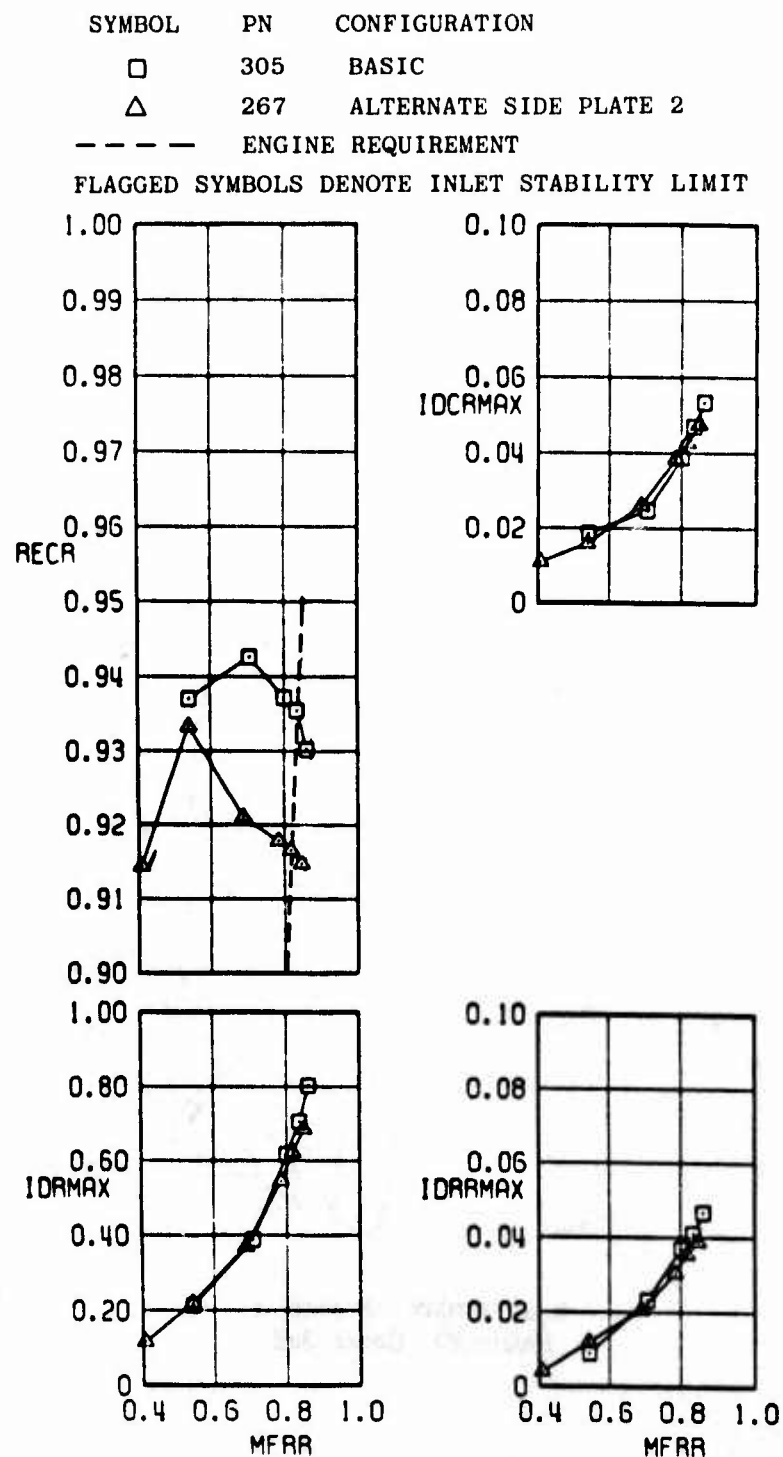 SYMBOL PN CONFIGURATION
305 BASIC
267 ALTERNATE SIDE PLATE 2
ENGINE REQUIREMENT
FLAGGED SYMBOLS DENOTE INLET STABILITY LIMIT
1.00
0.99
0.98
0.97
0.96
RECR
0.95
0.94
0.93
0.92
0.91
0.90
0.10
0.08
0.06
IDCRMAX
0.04
0.02
0
1.00
0.80
0.60
IDRMAX
0.40
0.20
0
0.4 0.6 0.8 1.0
MFRR
0.10
0.08
0.06
IDRRMAX
0.04
0.02
0
0.4 0.6 0.8 1.0
MFRR